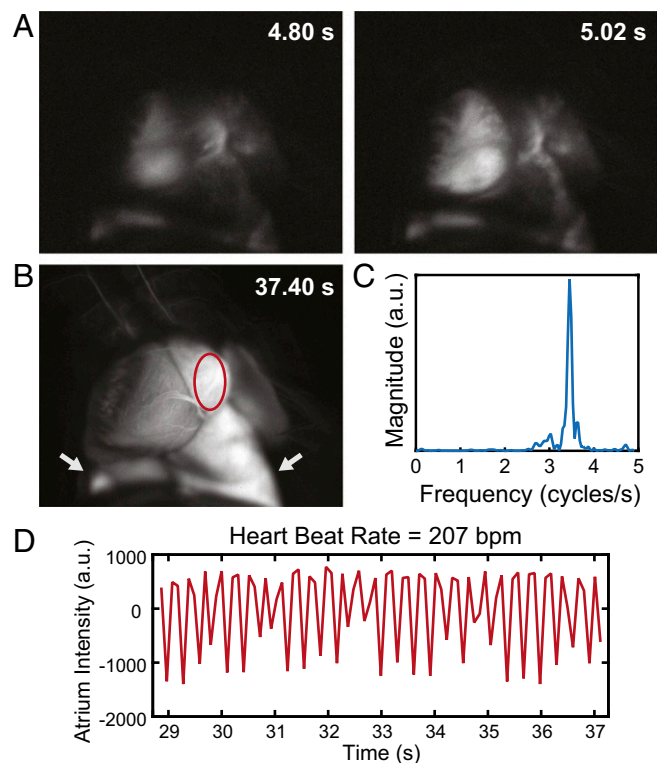 A
4.80 s
5.02 s
B
37.40 s
C
Magnitude (a.u.)
0 1 2 3 4 5
Frequency (cycles/s)
D
Heart Beat Rate = 207 bpm
Atrium Intensity (a.u.)
1000
0
-1000
-2000
29 30 31 32 33 34 35 36 37
Time (s)